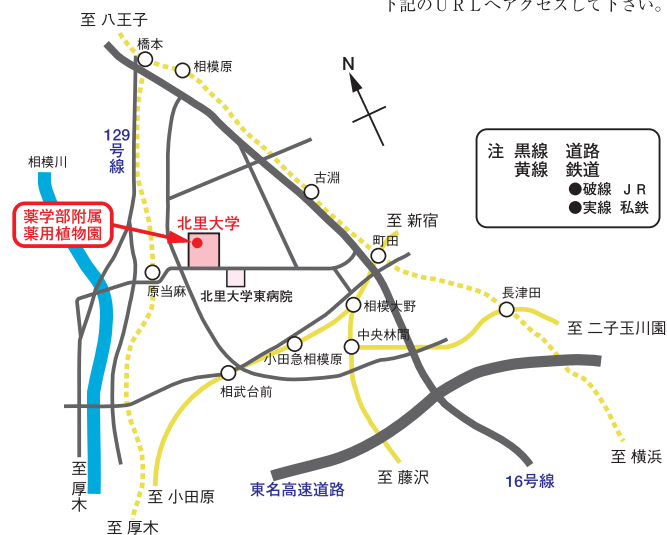 下記のＵＲＬへアクセスして下さい。
至 八王子
橋本
相模原
N
129号線
相模川
注 黒線 道路
黄線 鉄道
●破線 ＪＲ
●実線 私鉄
古淵
薬学部附属
薬用植物園
北里大学
至 新宿
町田
原当麻
北里大学東病院
相模大野
長津田
至 二子玉川園
中央林間
小田急相模原
相武台前
至 横浜
至 厚木
東名高速道路
至 藤沢
16号線
至 小田原
至 厚木